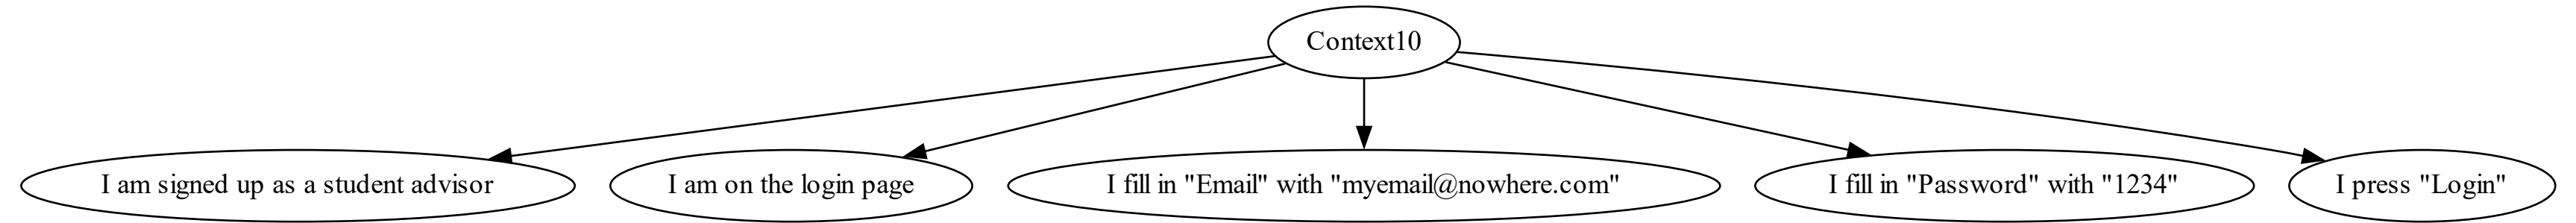 Context10
I am signed up as a student advisor
I am on the login page
I fill in "Email" with "myemail@nowhere.com"
I fill in "Password" with "1234"
I press "Login"